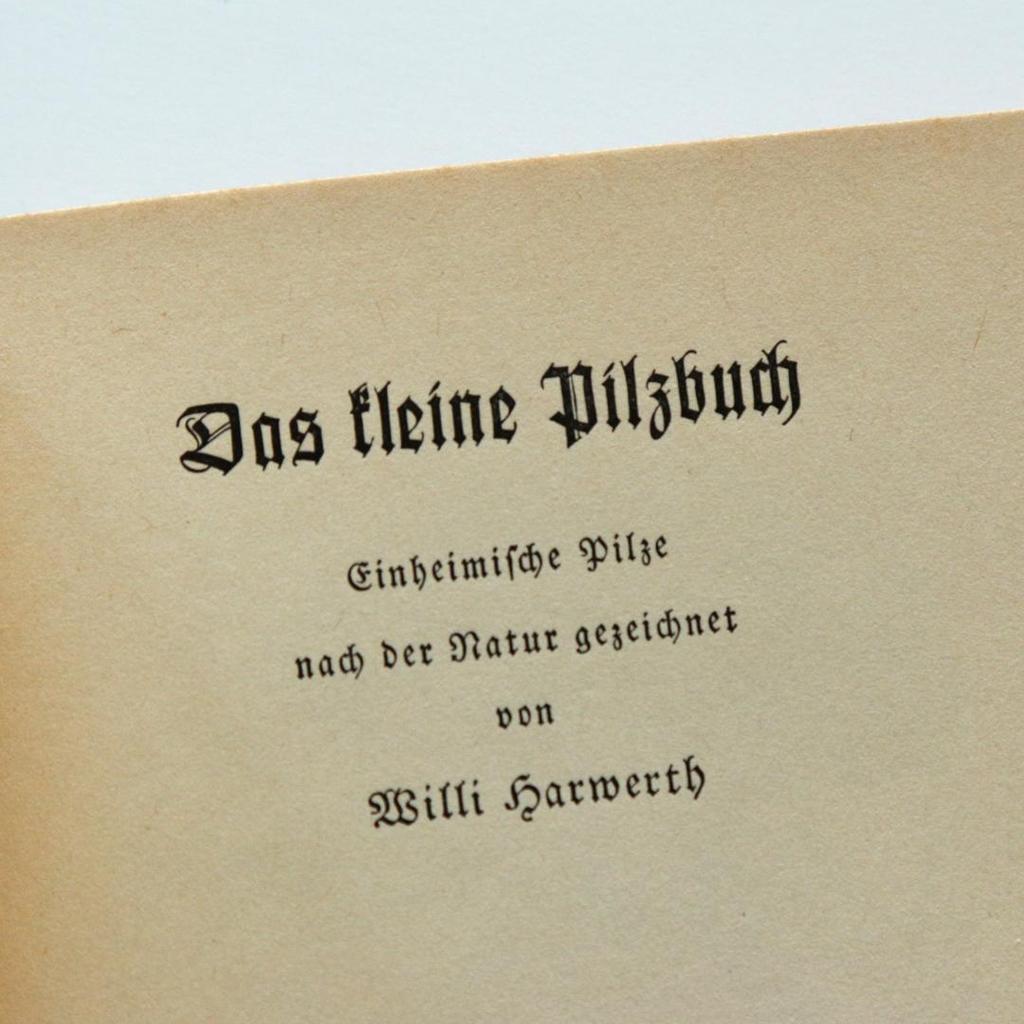 Das kleine Pilzbuch
Einheimiſche Pilze
nach der Natur gezeichnet
von
Willi Harwerth